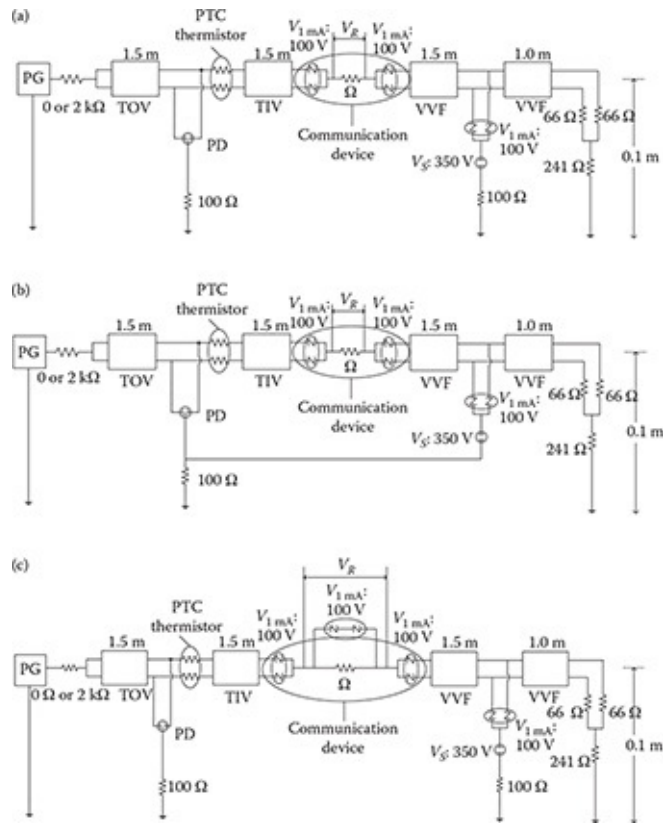 (a)
PTC
thermistor
V1 mA:
100 V
VR
V1 mA:
100 V
1.5 m
1.5 m
1.5 m
1.0 m
PG
0 or 2 kΩ
TOV
TIV
Ω
VVF
VVF
Communication
device
PD
V1 mA:
100 V
VS: 350 V
66 Ω
66 Ω
241 Ω
0.1 m
100 Ω
100 Ω
(b)
PTC
thermistor
V1 mA:
100 V
VR
V1 mA:
100 V
1.5 m
1.5 m
1.5 m
1.0 m
PG
0 or 2 kΩ
TOV
TIV
Ω
VVF
VVF
Communication
device
PD
V1 mA:
100 V
VS: 350 V
66 Ω
66 Ω
241 Ω
0.1 m
100 Ω
(c)
VR
V1 mA:
100 V
PTC
thermistor
V1 mA:
100 V
V1 mA:
100 V
1.5 m
1.5 m
1.5 m
1.0 m
PG
0 Ω or 2 kΩ
TOV
TIV
Ω
VVF
VVF
Communication
device
PD
V1 mA:
100 V
VS: 350 V
66 Ω
66 Ω
241 Ω
0.1 m
100 Ω
100 Ω